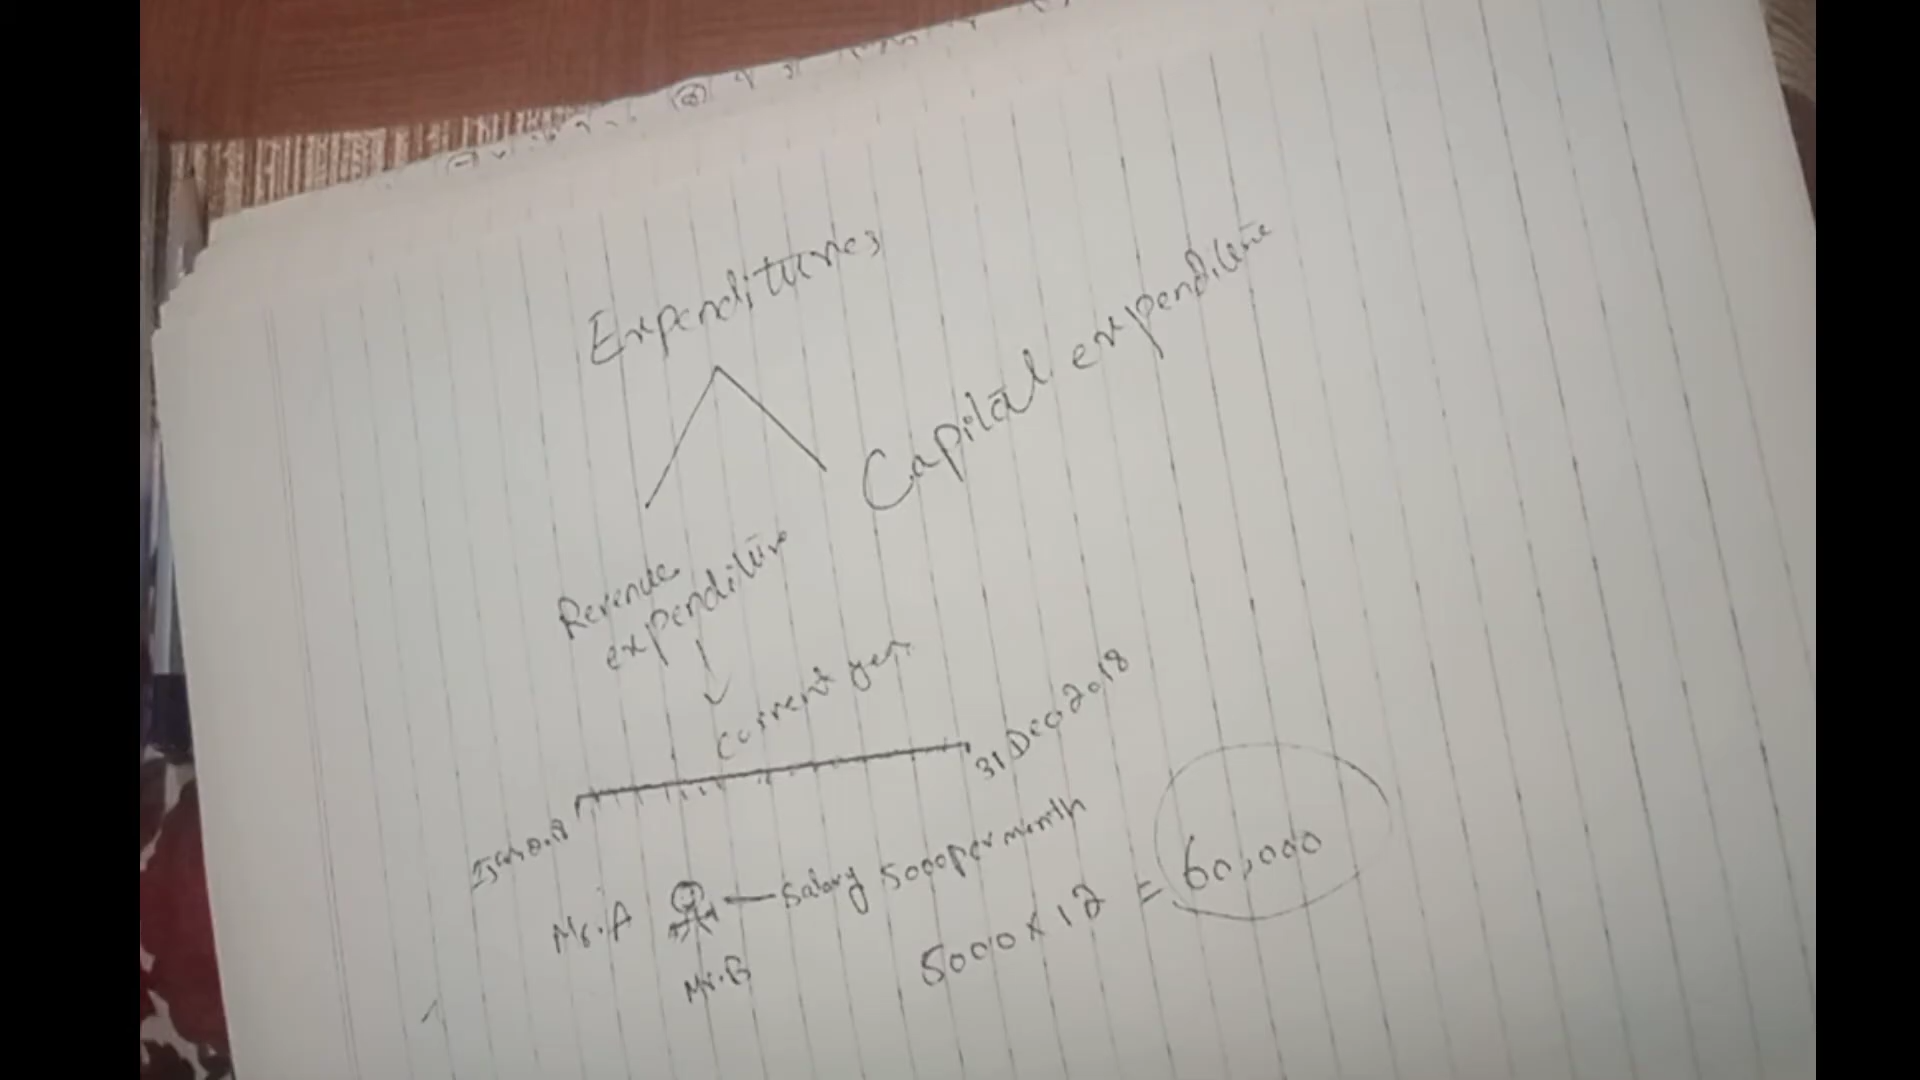 Expenditures
Capital expenditure
Revenue
expenditure
Current year
31 Dec, 2018
Mr. A
Salary 5000 per month
Mr. B
5000 × 12 = 60,000